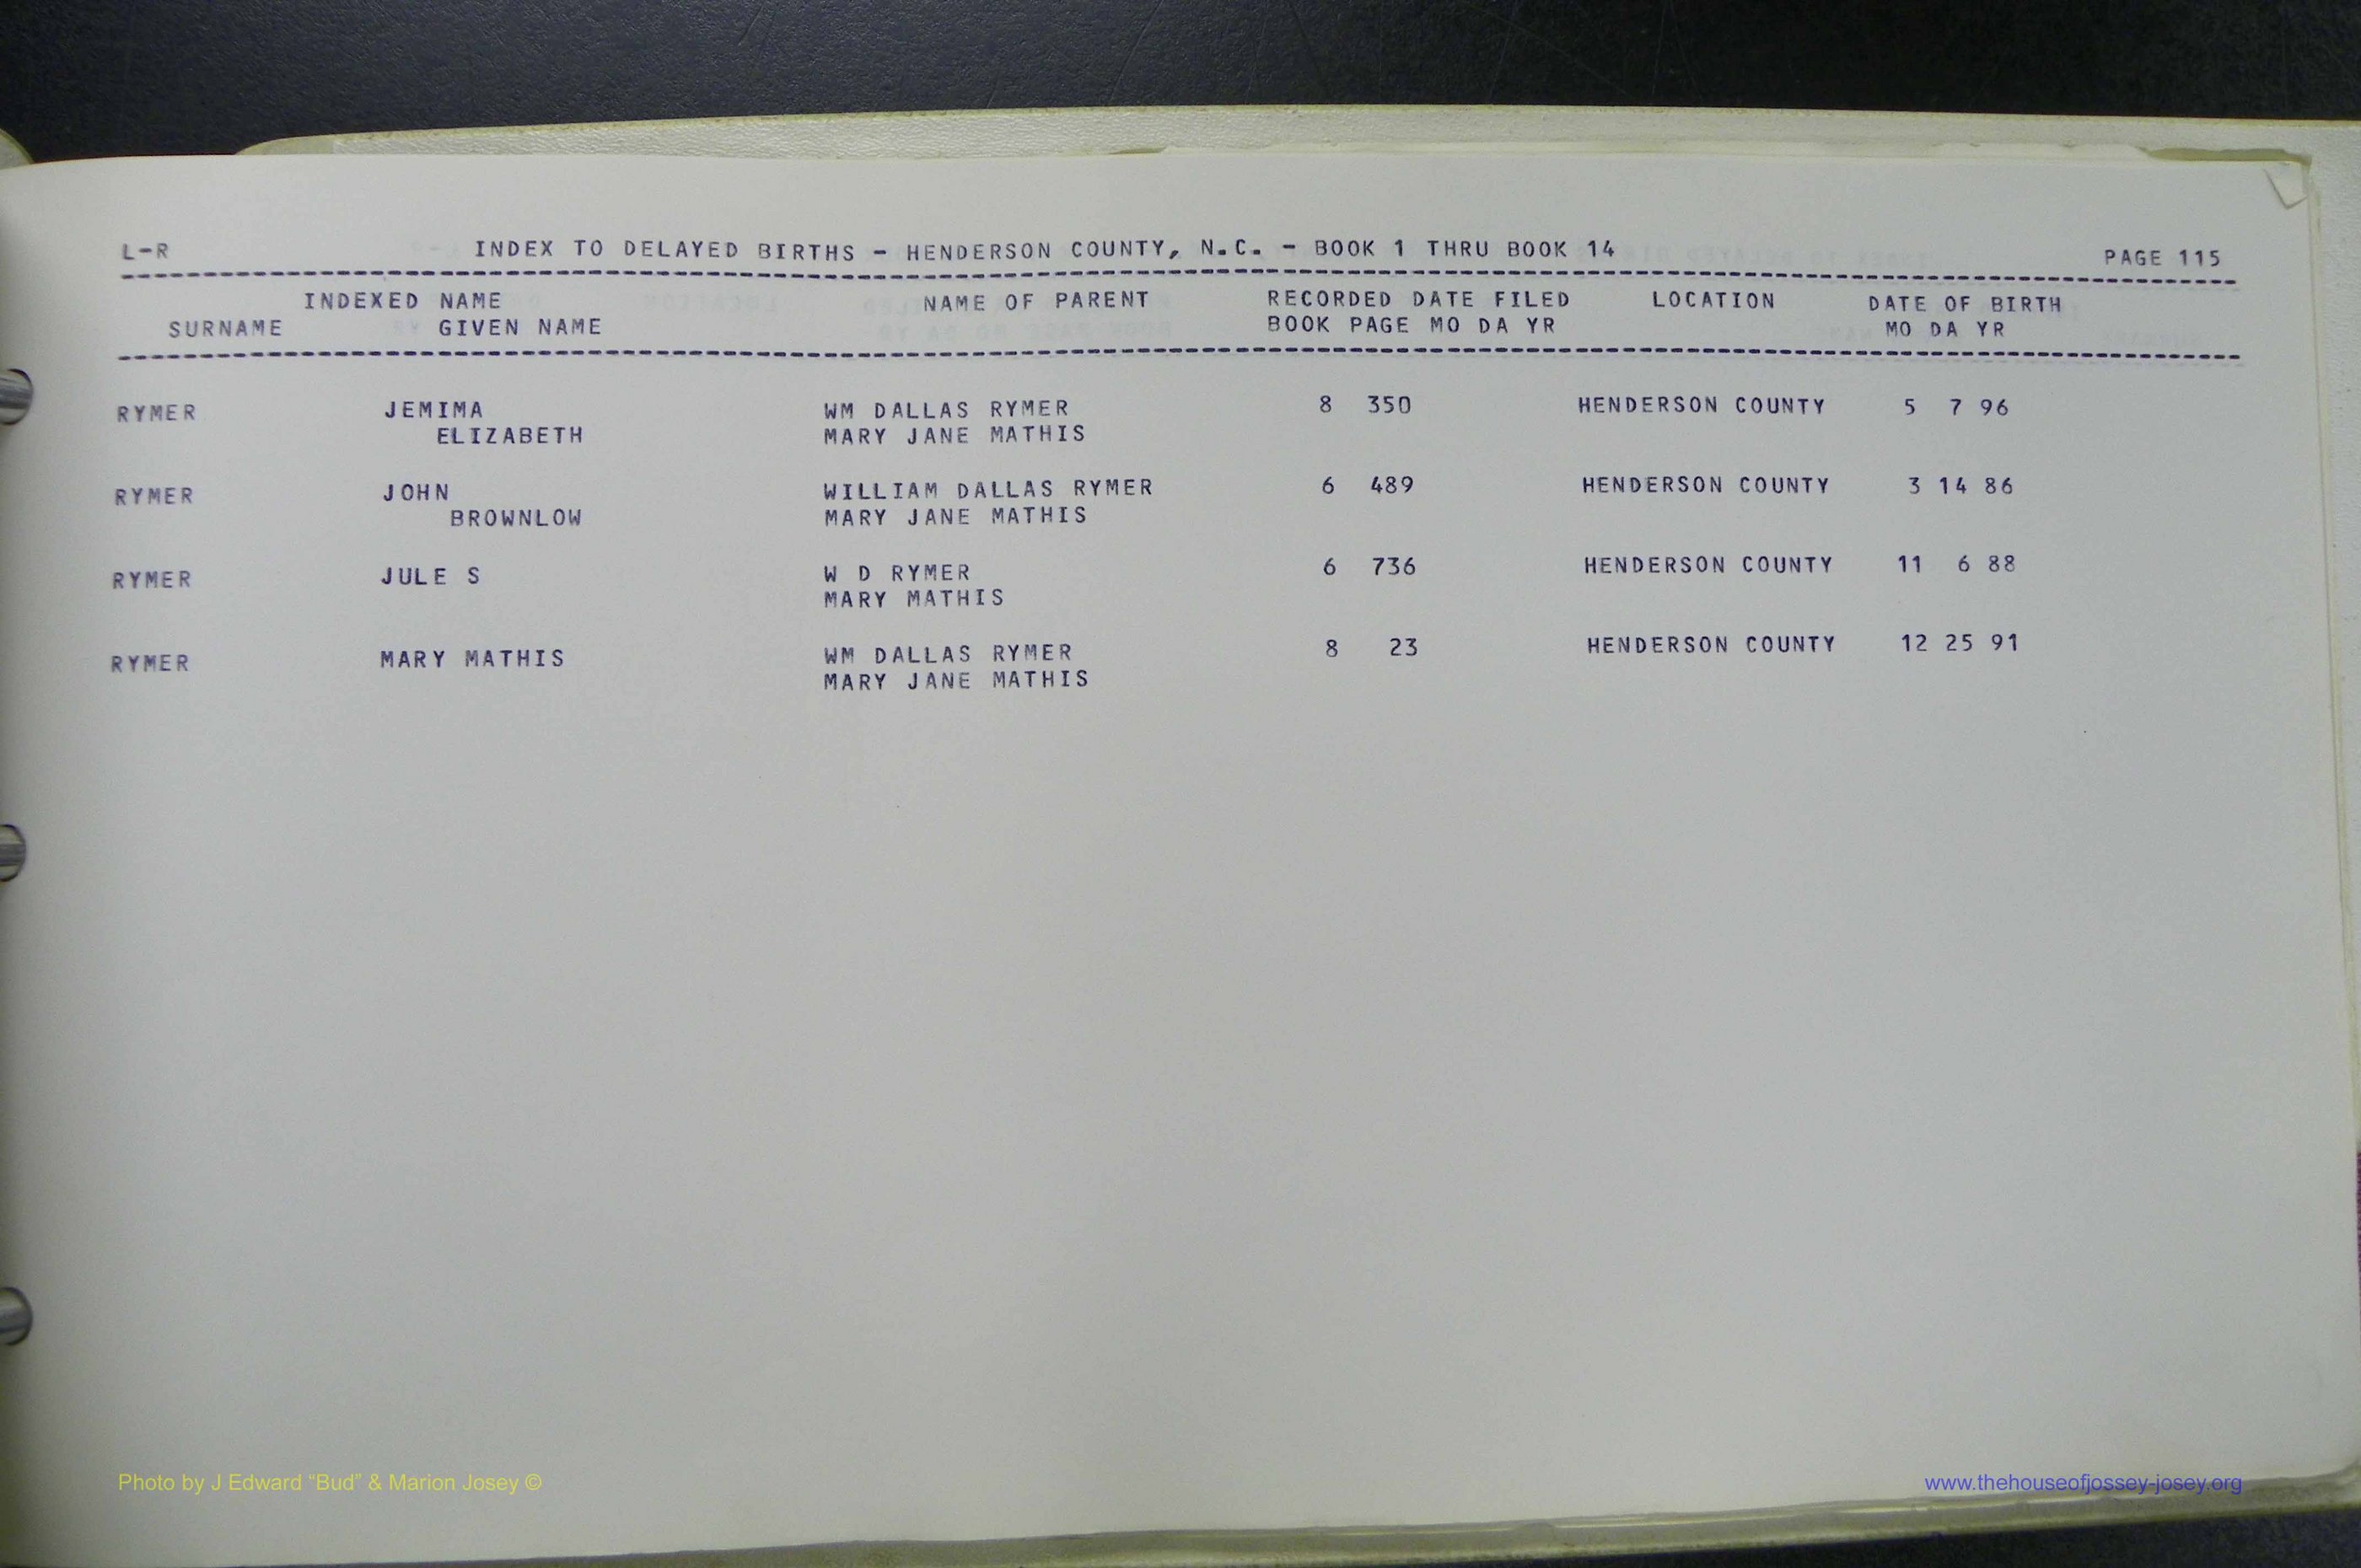 L-R INDEX TO DELAYED BIRTHS - HENDERSON COUNTY, N.C. - BOOK 1 THRU BOOK 14 PAGE 115
INDEXED NAME NAME OF PARENT RECORDED DATE FILED LOCATION DATE OF BIRTH
SURNAME GIVEN NAME BOOK PAGE MO DA YR MO DA YR
RYMER JEMIMA WM DALLAS RYMER 8 350 HENDERSON COUNTY 5 7 96
ELIZABETH MARY JANE MATHIS
RYMER JOHN WILLIAM DALLAS RYMER 6 489 HENDERSON COUNTY 3 14 86
BROWNLOW MARY JANE MATHIS
RYMER JULE S W D RYMER 6 736 HENDERSON COUNTY 11 6 88
MARY MATHIS
RYMER MARY MATHIS WM DALLAS RYMER 8 23 HENDERSON COUNTY 12 25 91
MARY JANE MATHIS
Photo by J Edward “Bud” & Marion Josey © www.thehouseofjossey-josey.org